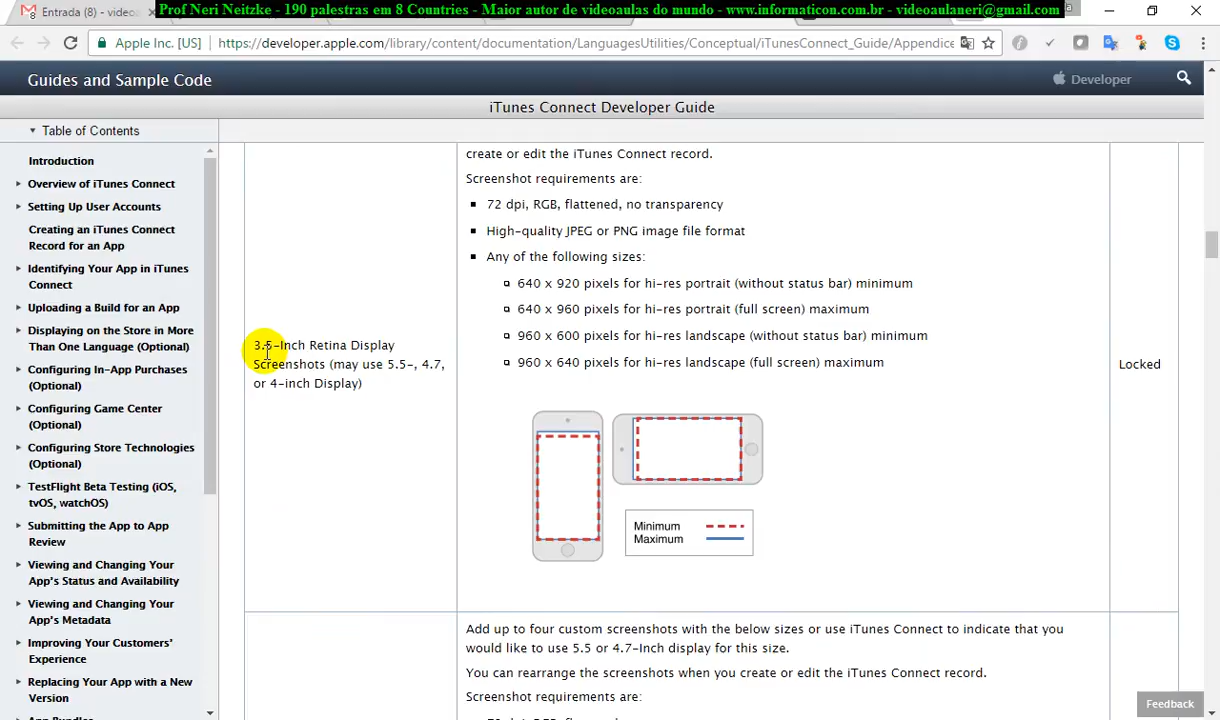 Entrada (3) - video
Prof Neri Neitzke - 190 palestras em 8 Countries - Maior autor de videoaulas do mundo - www.informaticon.com.br - videoaulaneri@gmail.com
Apple Inc. [US]
https://developer.apple.com/library/content/documentation/LanguagesUtilities/Conceptual/iTunesConnect_Guide/Appendice
Guides and Sample Code
Developer
iTunes Connect Developer Guide
Table of Contents
Introduction
Overview of iTunes Connect
Setting Up User Accounts
Creating an iTunes Connect
Record for an App
Identifying Your App in iTunes
Connect
Uploading a Build for an App
Displaying on the Store in More
Than One Language (Optional)
Configuring In-App Purchases
(Optional)
Configuring Game Center
(Optional)
Configuring Store Technologies
(Optional)
TestFlight Beta Testing (iOS,
tvOS, watchOS)
Submitting the App to App
Review
Viewing and Changing Your
App's Status and Availability
Viewing and Changing Your
App's Metadata
Improving Your Customers'
Experience
Replacing Your App with a New
Version
App Bundles
3.5-Inch Retina Display
Screenshots (may use 5.5-, 4.7,
or 4-inch Display)
create or edit the iTunes Connect record.
Screenshot requirements are:
72 dpi, RGB, flattened, no transparency
High-quality JPEG or PNG image file format
Any of the following sizes:
640 x 920 pixels for hi-res portrait (without status bar) minimum
640 x 960 pixels for hi-res portrait (full screen) maximum
960 x 600 pixels for hi-res landscape (without status bar) minimum
960 x 640 pixels for hi-res landscape (full screen) maximum
Minimum
Maximum
Locked
Add up to four custom screenshots with the below sizes or use iTunes Connect to indicate that you
would like to use 5.5 or 4.7-Inch display for this size.
You can rearrange the screenshots when you create or edit the iTunes Connect record.
Screenshot requirements are:
Feedback